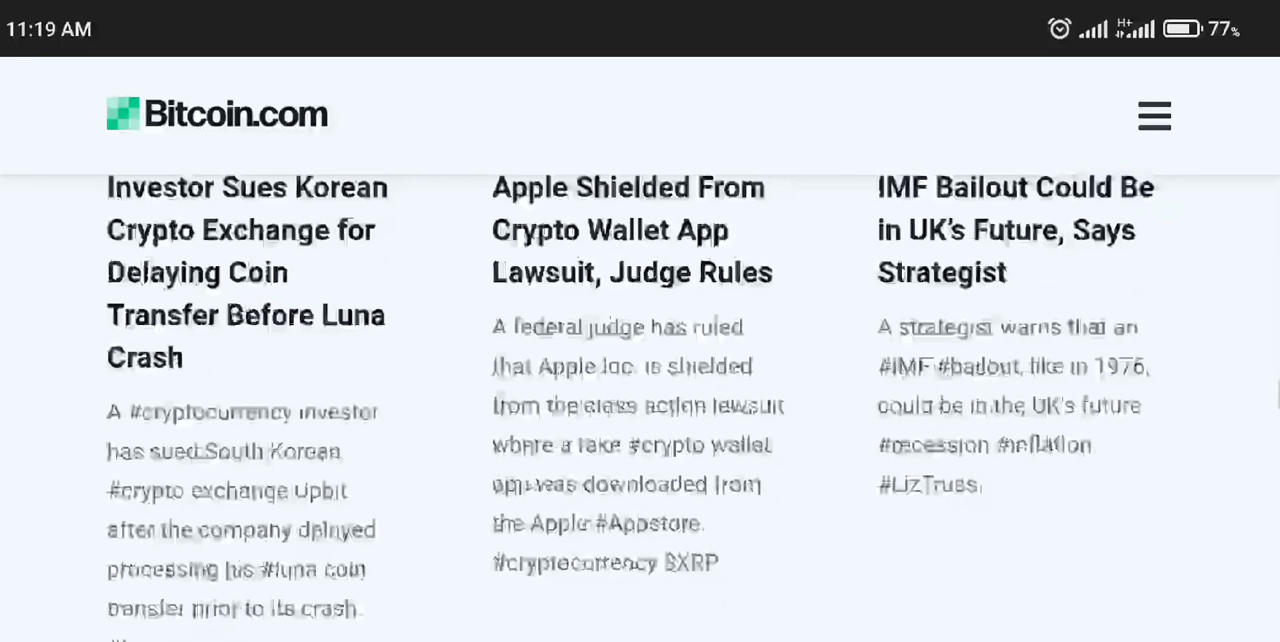 11:19 AM
H+
77%
Bitcoin.com
Investor Sues Korean
Crypto Exchange for
Delaying Coin
Transfer Before Luna
Crash
A #cryptocurrency investor
has sued South Korean
#crypto exchange Upbit
after the company delayed
processing his #luna coin
transfer prior to its crash.
Apple Shielded From
Crypto Wallet App
Lawsuit, Judge Rules
A federal judge has ruled
that Apple Inc. is shielded
from the class action lawsuit
where a fake #crypto wallet
app was downloaded from
the Apple #Appstore.
#cryptocurrency $XRP
IMF Bailout Could Be
in UK's Future, Says
Strategist
A strategist warns that an
#IMF #bailout, like in 1976,
could be in the UK's future
#recession #inflation
#LizTruss.